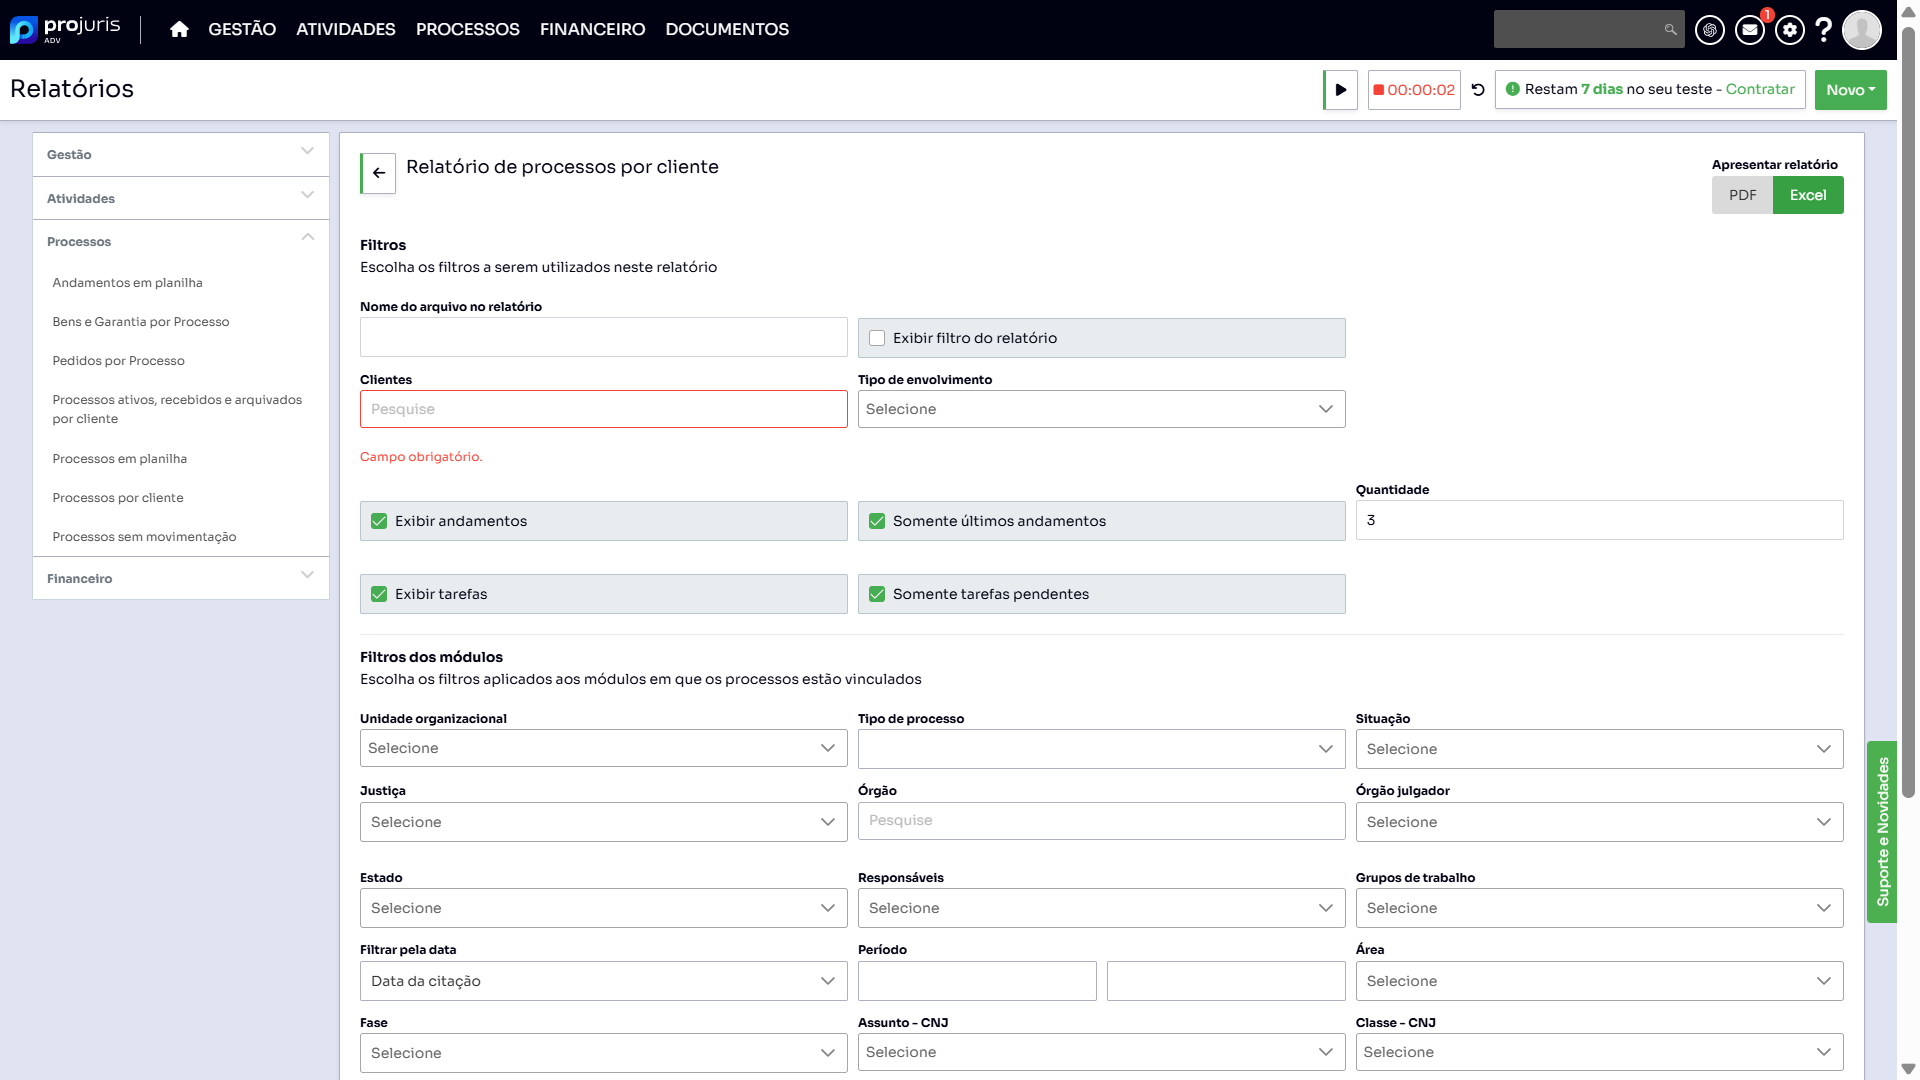 projuris
ADV
GESTÃO ATIVIDADES PROCESSOS FINANCEIRO DOCUMENTOS
1
?
Relatórios
00:00:02
Restam 7 dias no seu teste - Contratar
Novo
Gestão
Atividades
Processos
Andamentos em planilha
Bens e Garantia por Processo
Pedidos por Processo
Processos ativos, recebidos e arquivados
por cliente
Processos em planilha
Processos por cliente
Processos sem movimentação
Financeiro
Relatório de processos por cliente
Apresentar relatório
PDF Excel
Filtros
Escolha os filtros a serem utilizados neste relatório
Nome do arquivo no relatório
Exibir filtro do relatório
Clientes Tipo de envolvimento
Pesquise Selecione
Campo obrigatório.
Quantidade
Exibir andamentos Somente últimos andamentos 3
Exibir tarefas Somente tarefas pendentes
Filtros dos módulos
Escolha os filtros aplicados aos módulos em que os processos estão vinculados
Unidade organizacional Tipo de processo Situação
Selecione Selecione
Justiça Órgão Órgão julgador
Selecione Pesquise Selecione
Estado Responsáveis Grupos de trabalho
Selecione Selecione Selecione
Filtrar pela data Período Área
Data da citação Selecione
Fase Assunto - CNJ Classe - CNJ
Selecione Selecione Selecione
Suporte e Novidades